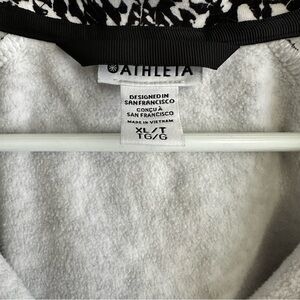 ATHLETA
DESIGNED IN
SAN FRANCISCO
CONÇU À
SAN FRANCISCO
MADE IN VIETNAM
XL/T
TG/G